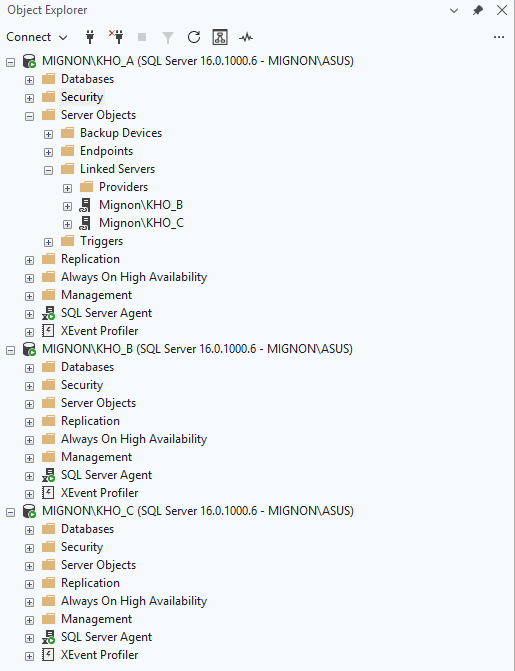 Object Explorer
Connect
MIGNON\KHO_A (SQL Server 16.0.1000.6 - MIGNON\ASUS)
Databases
Security
Server Objects
Backup Devices
Endpoints
Linked Servers
Providers
Mignon\KHO_B
Mignon\KHO_C
Triggers
Replication
Always On High Availability
Management
SQL Server Agent
XEvent Profiler
MIGNON\KHO_B (SQL Server 16.0.1000.6 - MIGNON\ASUS)
Databases
Security
Server Objects
Replication
Always On High Availability
Management
SQL Server Agent
XEvent Profiler
MIGNON\KHO_C (SQL Server 16.0.1000.6 - MIGNON\ASUS)
Databases
Security
Server Objects
Replication
Always On High Availability
Management
SQL Server Agent
XEvent Profiler